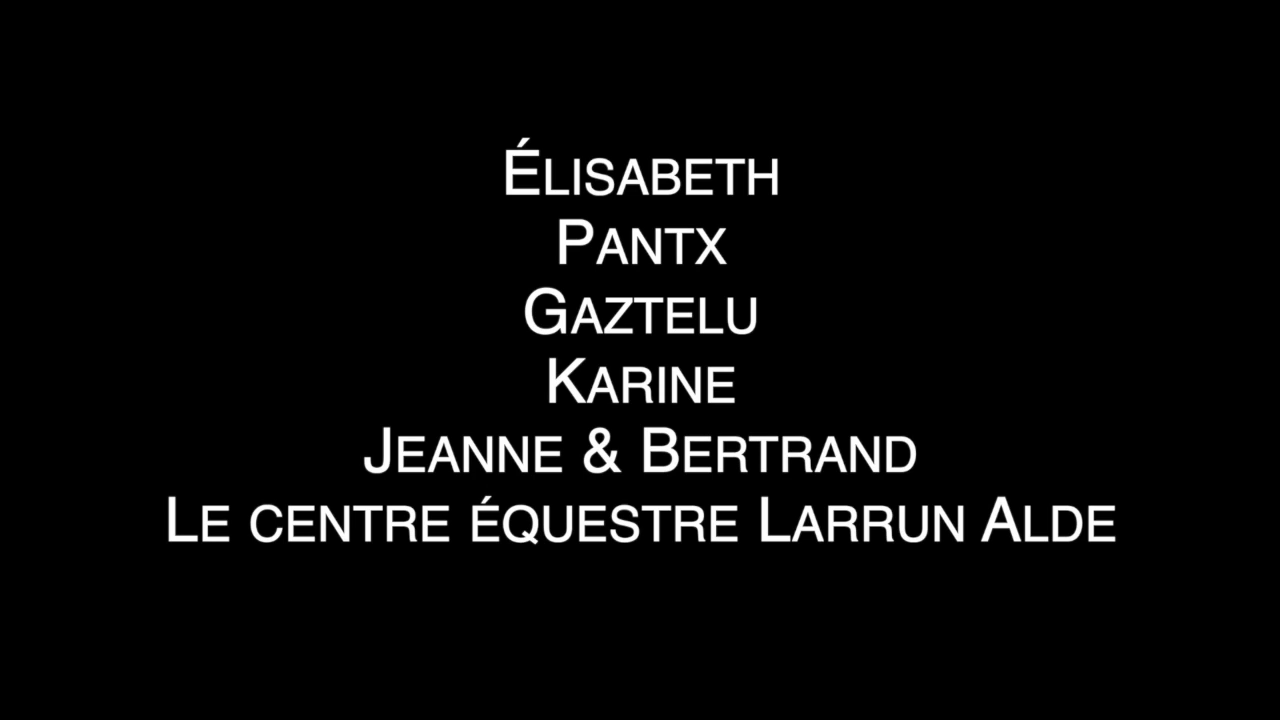 Élisabeth
Pantx
Gaztelu
Karine
Jeanne & Bertrand
Le centre équestre Larrun Alde